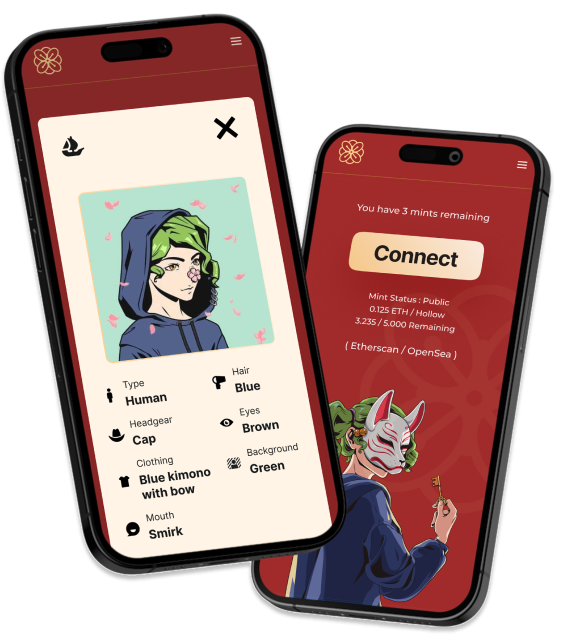 Type
Human
Hair
Blue
Headgear
Cap
Eyes
Brown
Clothing
Blue kimono
with bow
Background
Green
Mouth
Smirk
You have 3 mints remaining
Connect
Mint Status : Public
0.125 ETH / Hollow
3.235 / 5.000 Remaining
( Etherscan / OpenSea )